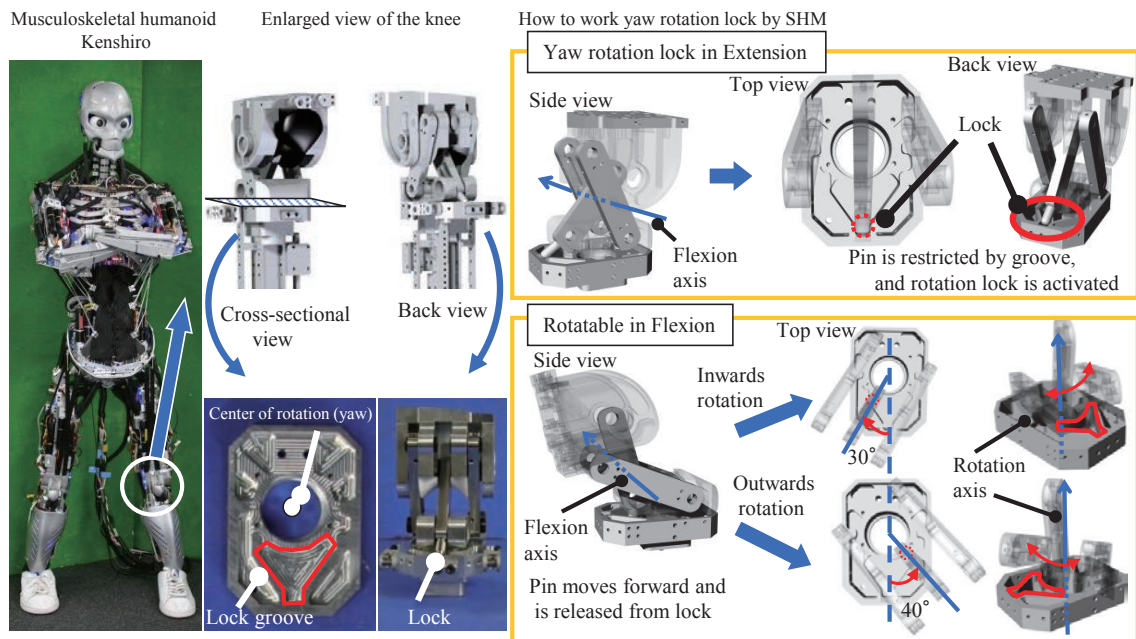 Musculoskeletal humanoid
Kenshiro
Enlarged view of the knee
How to work yaw rotation lock by SHM
Yaw rotation lock in Extension
Side view
Top view
Back view
Lock
Flexion
axis
Pin is restricted by groove,
and rotation lock is activated
Cross-sectional
view
Back view
Center of rotation (yaw)
Lock groove
Lock
Rotatable in Flexion
Side view
Top view
Inwards
rotation
30°
Rotation
axis
Outwards
rotation
40°
Flexion
axis
Pin moves forward and
is released from lock